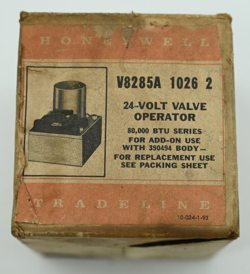 HONEYWELL
V8285A 1026 2
24-VOLT VALVE
OPERATOR
80,000 BTU SERIES
FOR ADD-ON USE
WITH 390494 BODY—
FOR REPLACEMENT USE
SEE PACKING SHEET
TRADELINE